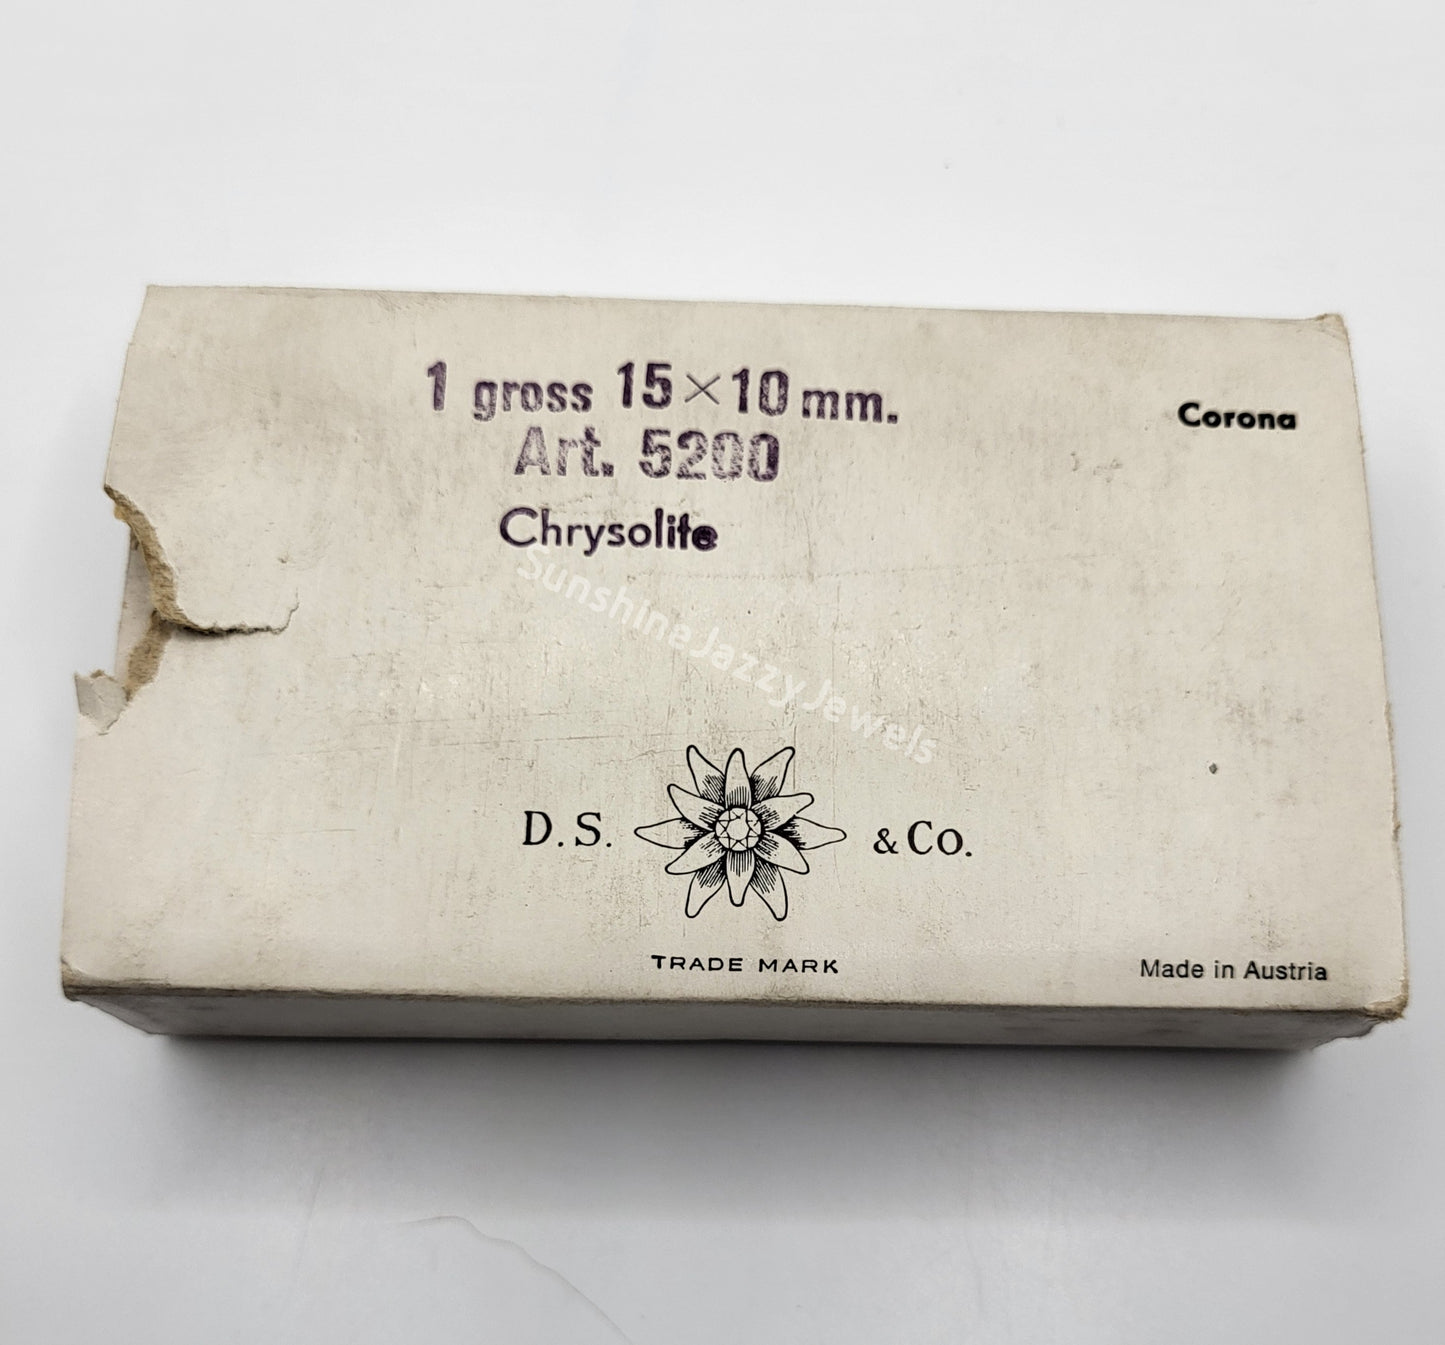 1 gross 15×10 mm.
Corona
Art. 5200
Chrysolite
SunshineJazzyJewels
D.S. & Co.
TRADE MARK
Made in Austria